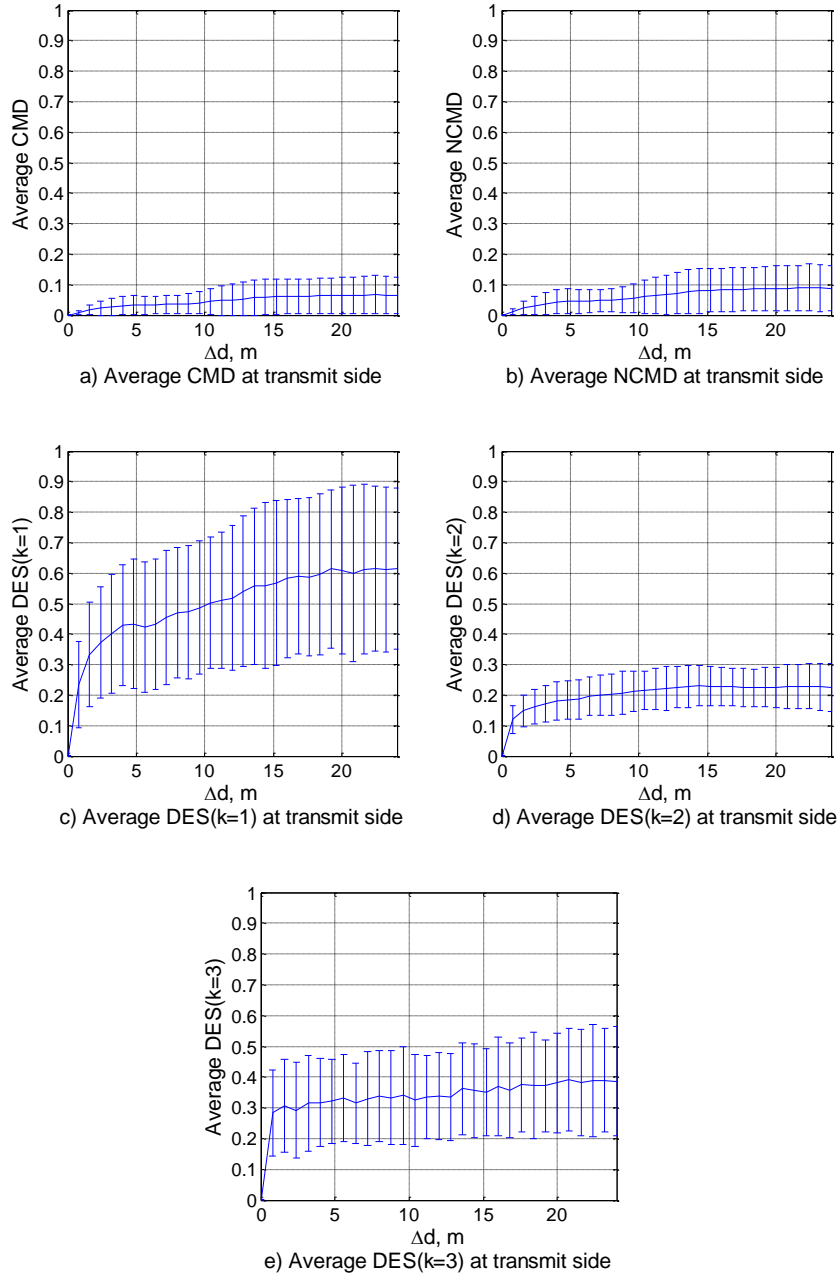 1
0.9
0.8
0.7
0.6
0.5
0.4
0.3
0.2
0.1
0
Average CMD
0 5 10 15 20
Δd, m
a) Average CMD at transmit side
1
0.9
0.8
0.7
0.6
0.5
0.4
0.3
0.2
0.1
0
Average NCMD
0 5 10 15 20
Δd, m
b) Average NCMD at transmit side
1
0.9
0.8
0.7
0.6
0.5
0.4
0.3
0.2
0.1
0
Average DES(k=1)
0 5 10 15 20
Δd, m
c) Average DES(k=1) at transmit side
1
0.9
0.8
0.7
0.6
0.5
0.4
0.3
0.2
0.1
0
Average DES(k=2)
0 5 10 15 20
Δd, m
d) Average DES(k=2) at transmit side
1
0.9
0.8
0.7
0.6
0.5
0.4
0.3
0.2
0.1
0
Average DES(k=3)
0 5 10 15 20
Δd, m
e) Average DES(k=3) at transmit side